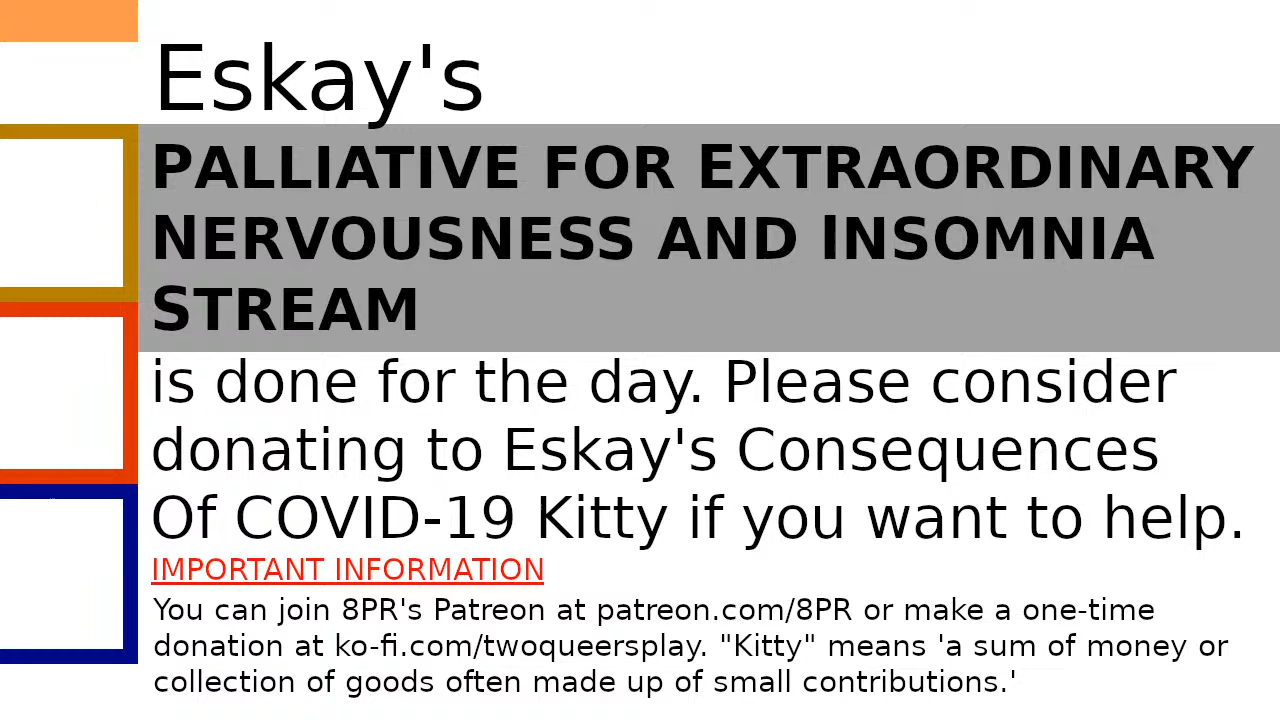 Eskay's
PALLIATIVE FOR EXTRAORDINARY
NERVOUSNESS AND INSOMNIA
STREAM
is done for the day. Please consider
donating to Eskay's Consequences
Of COVID-19 Kitty if you want to help.
IMPORTANT INFORMATION
You can join 8PR's Patreon at patreon.com/8PR or make a one-time
donation at ko-fi.com/twoqueersplay. "Kitty" means 'a sum of money or
collection of goods often made up of small contributions.'